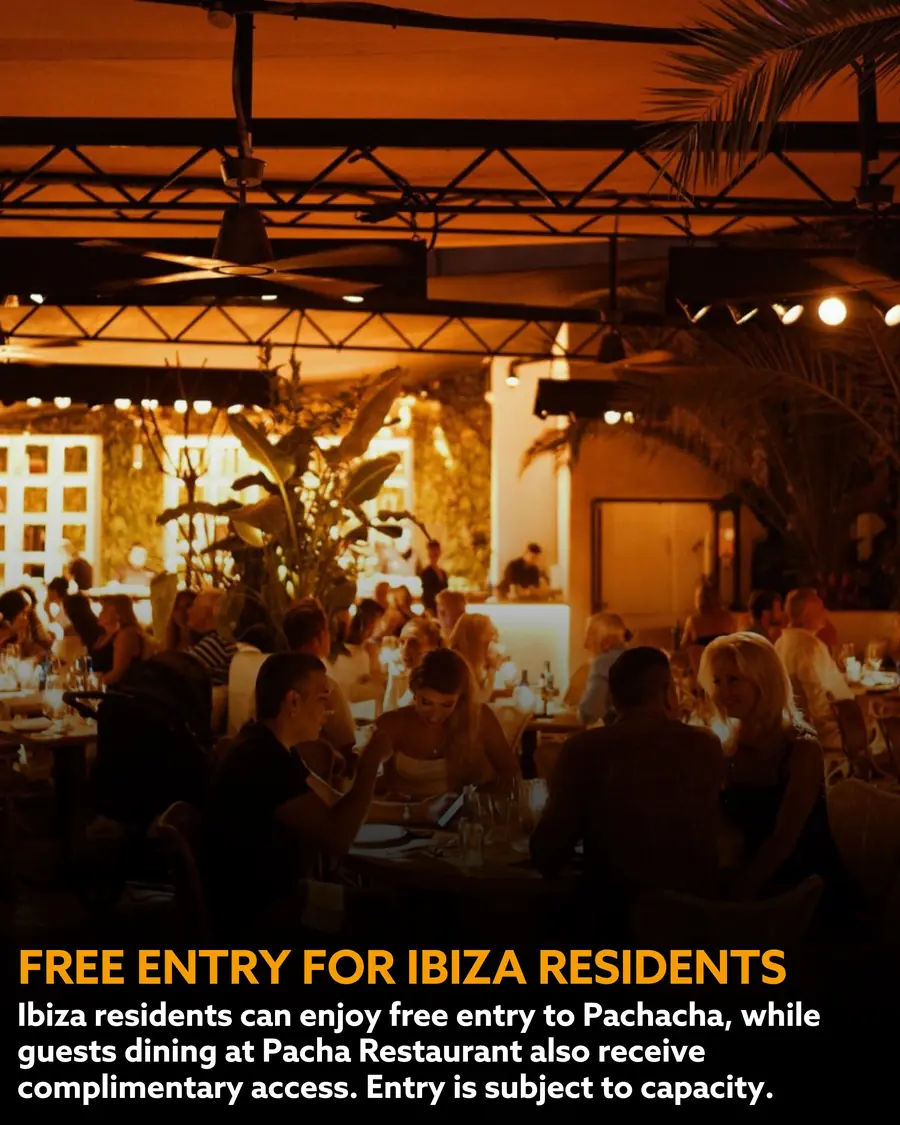 FREE ENTRY FOR IBIZA RESIDENTS
Ibiza residents can enjoy free entry to Pachacha, while
guests dining at Pacha Restaurant also receive
complimentary access. Entry is subject to capacity.